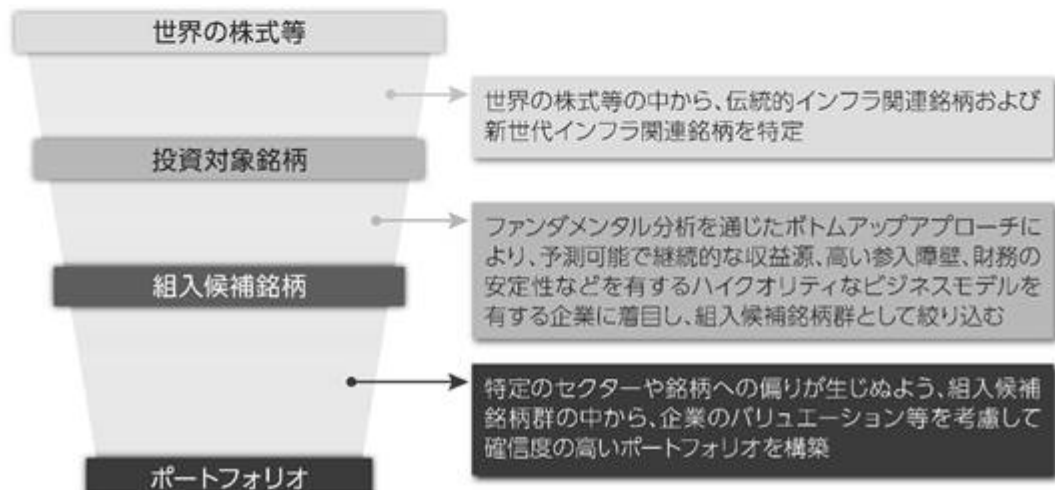 世界の株式等
世界の株式等の中から、伝統的インフラ関連銘柄および
新世代インフラ関連銘柄を特定
投資対象銘柄
ファンダメンタル分析を通じたボトムアップアプローチに
より、予測可能で継続的な収益源、高い参入障壁、財務の
安定性などを有するハイクオリティなビジネスモデルを
有する企業に着目し、組入候補銘柄群として絞り込む
組入候補銘柄
特定のセクターや銘柄への偏りが生じぬよう、組入候補
銘柄群の中から、企業のバリュエーション等を考慮して
確信度の高いポートフォリオを構築
ポートフォリオ